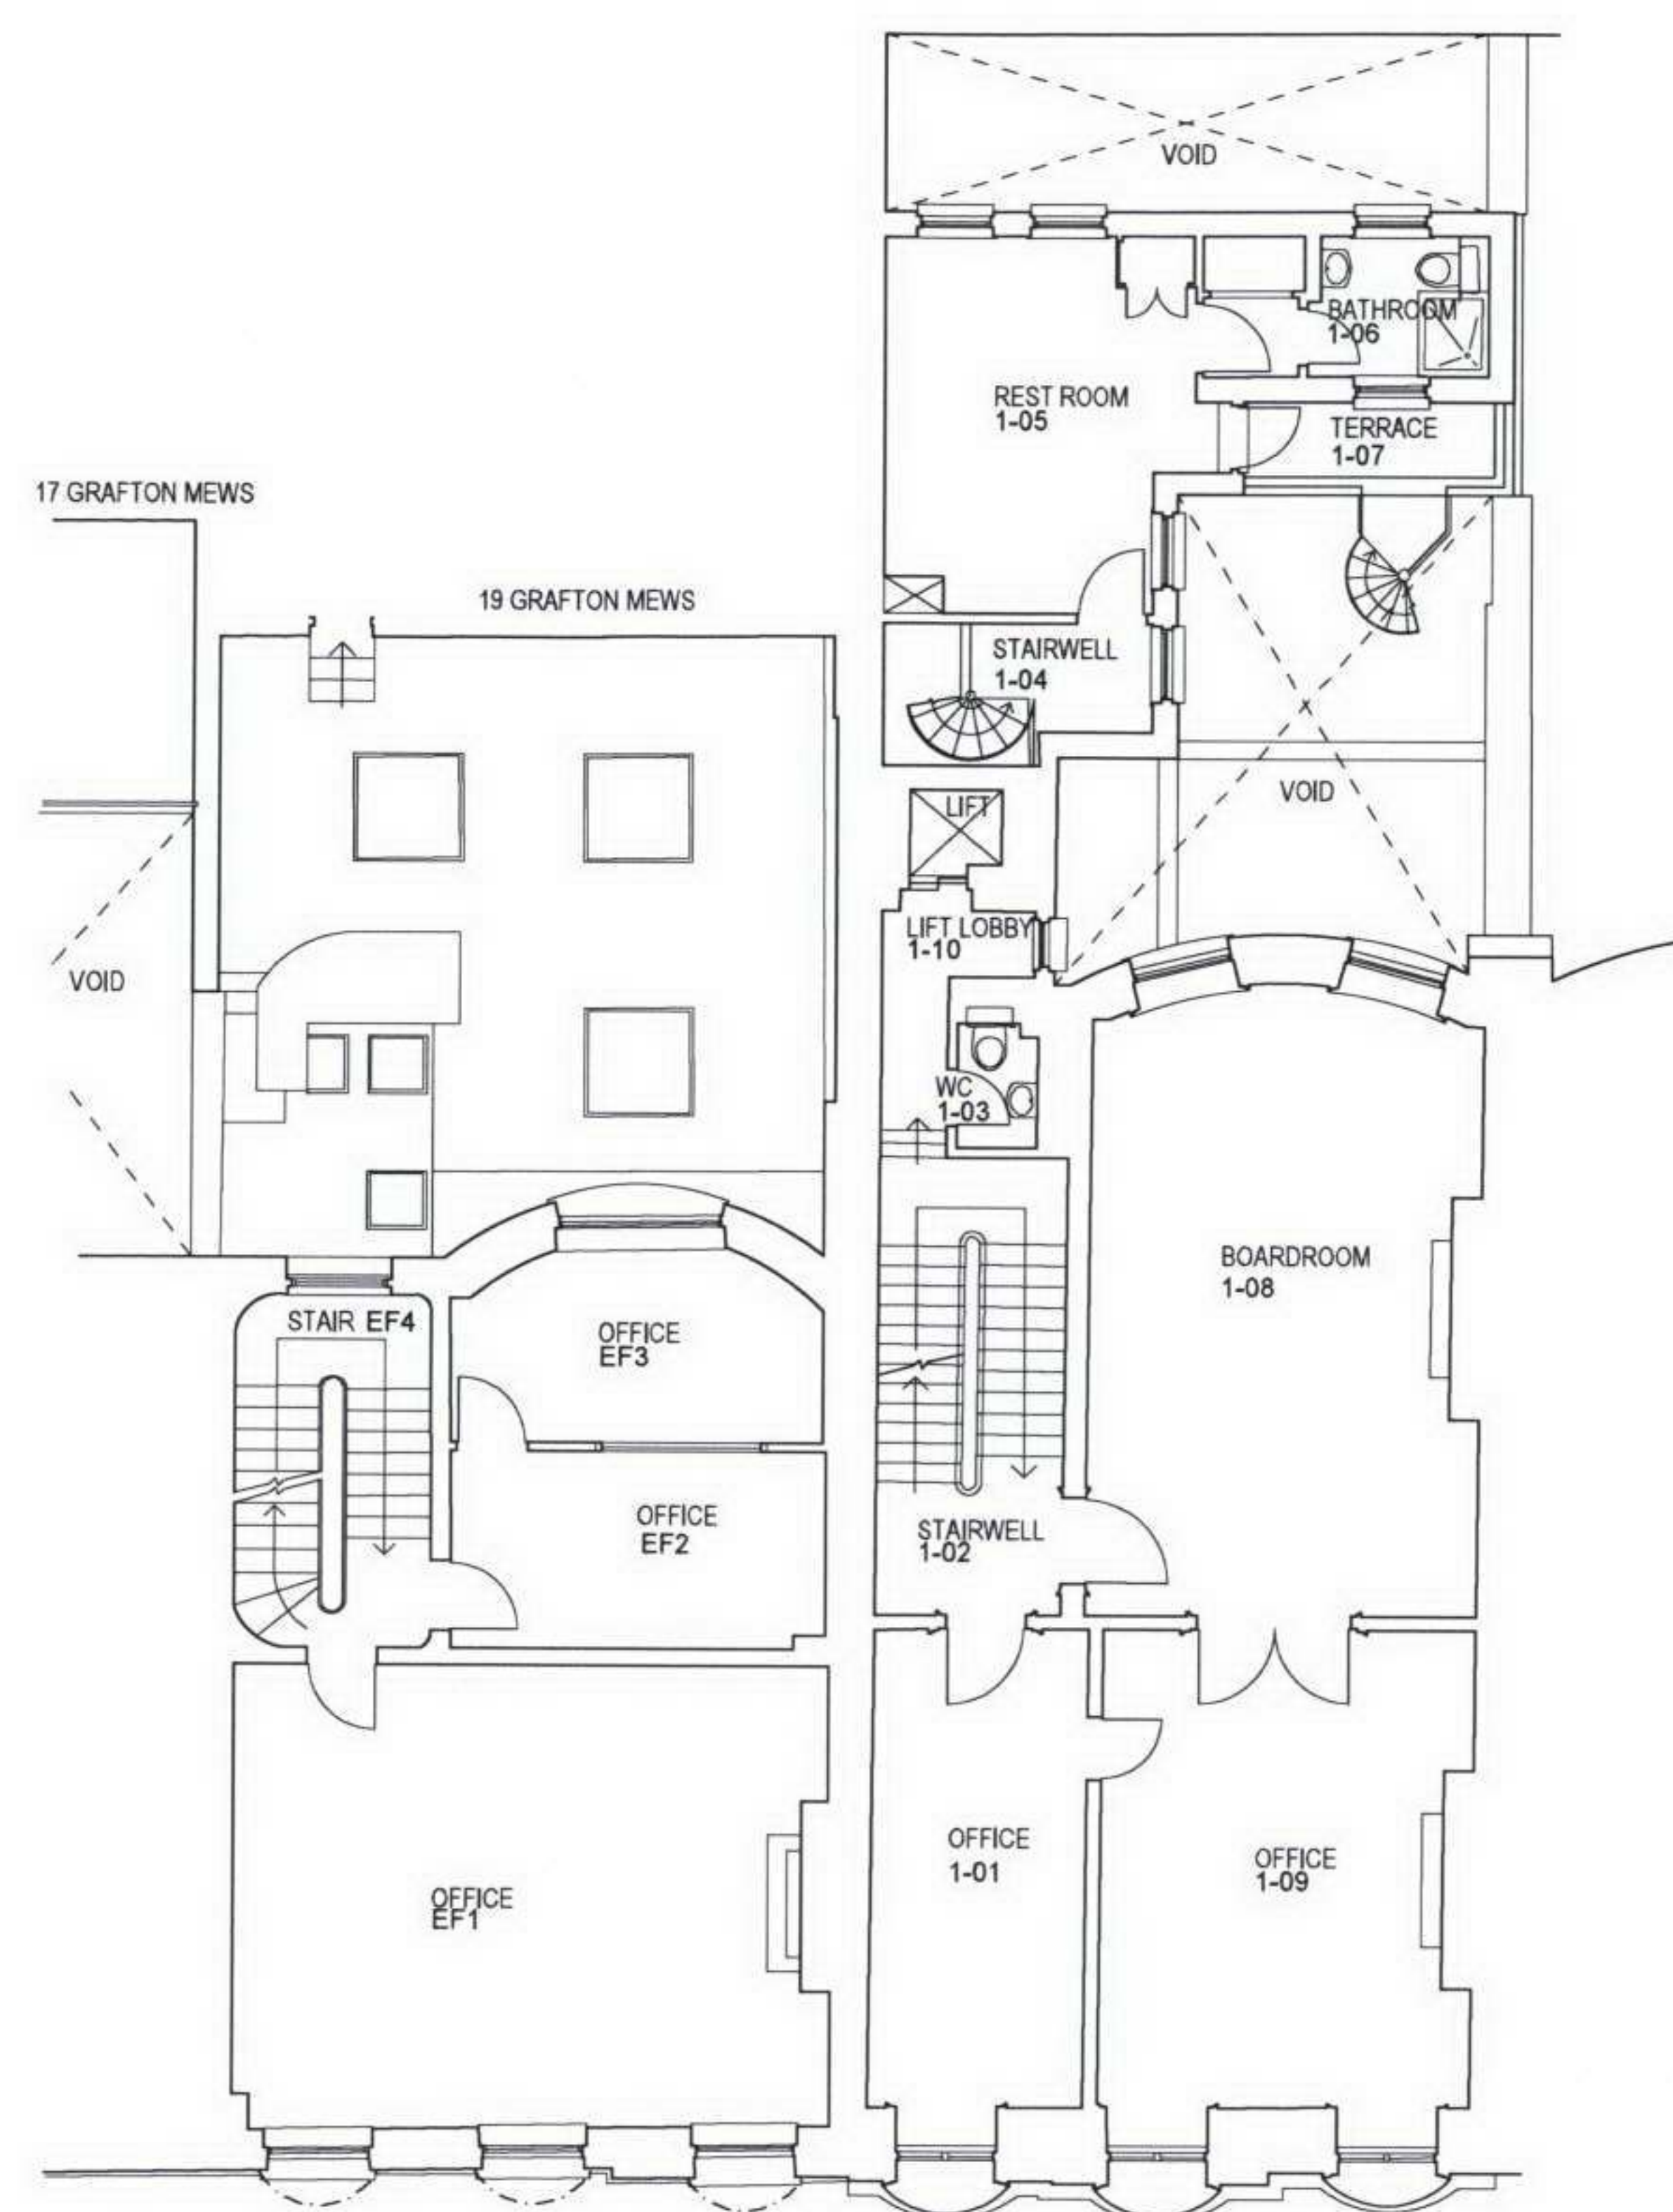 VOID
BATHROOM
1-06
REST ROOM
1-05
TERRACE
1-07
17 GRAFTON MEWS
19 GRAFTON MEWS
STAIRWELL
1-04
VOID
LIFT
LIFT LOBBY
1-10
VOID
WC
1-03
BOARDROOM
1-08
STAIR EF4
OFFICE
EF3
OFFICE
EF2
STAIRWELL
1-02
OFFICE
1-01
OFFICE
1-09
OFFICE
EF1